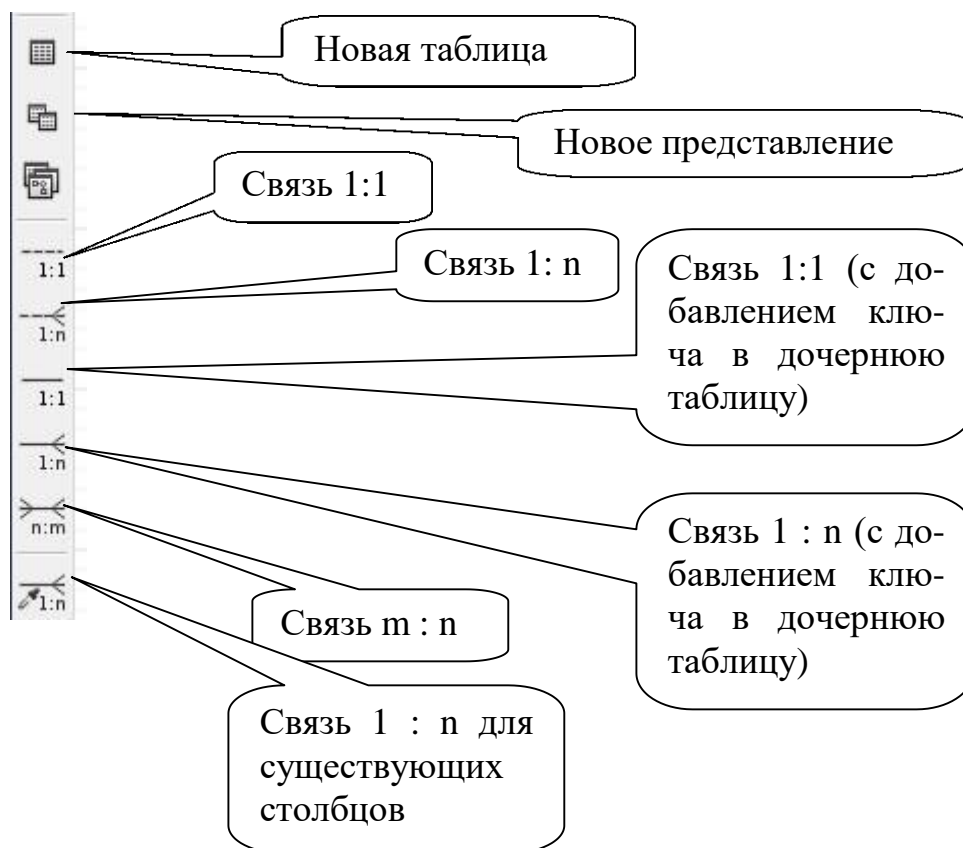 Новая таблица
Новое представление
Связь 1:1
Связь 1: n
Связь 1:1 (с до-
бавлением клю-
ча в дочернюю
таблицу)
1:1
1:n
1:1
1:n
n:m
1:n
Связь 1 : n (с до-
бавлением клю-
ча в дочернюю
таблицу)
Связь m : n
Связь 1 : n для
существующих
столбцов